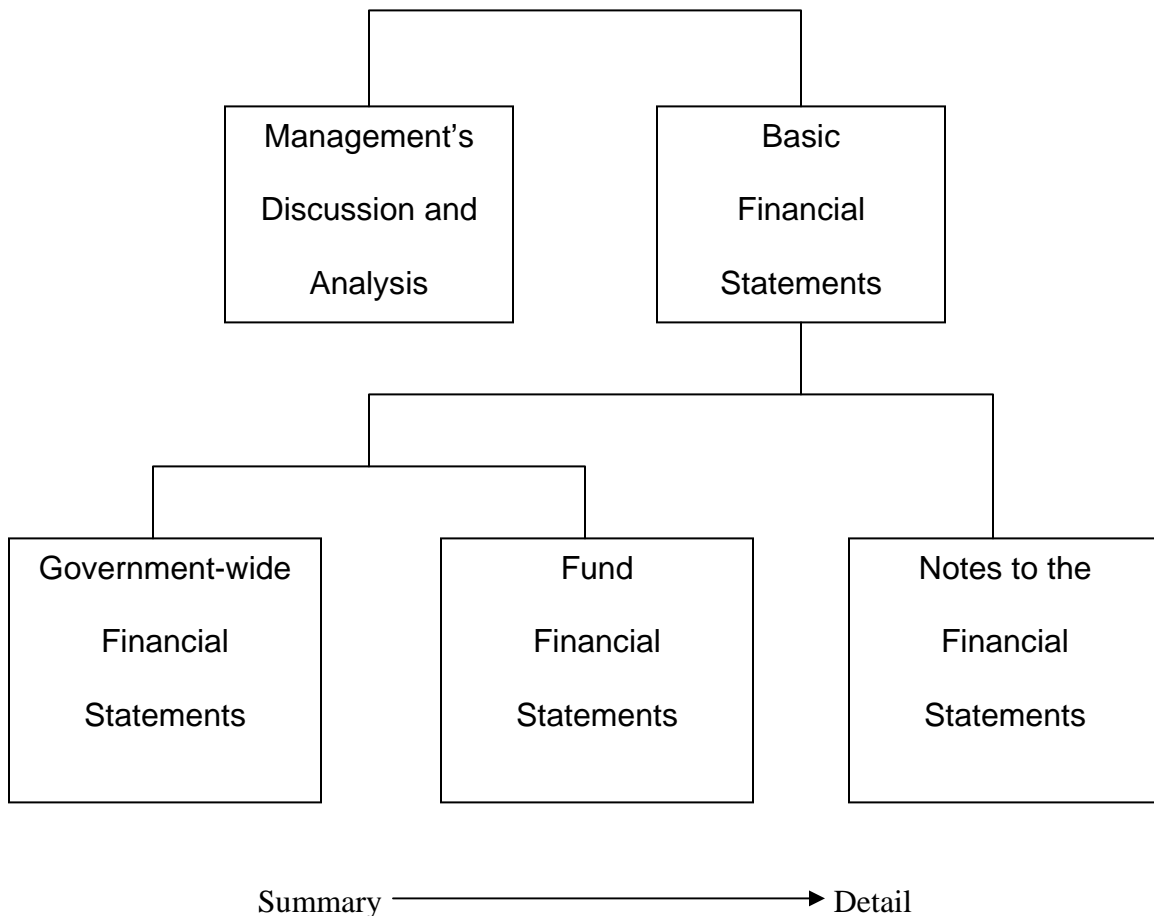 Management’s
Discussion and
Analysis
Basic
Financial
Statements
Government-wide
Financial
Statements
Fund
Financial
Statements
Notes to the
Financial
Statements
Summary Detail